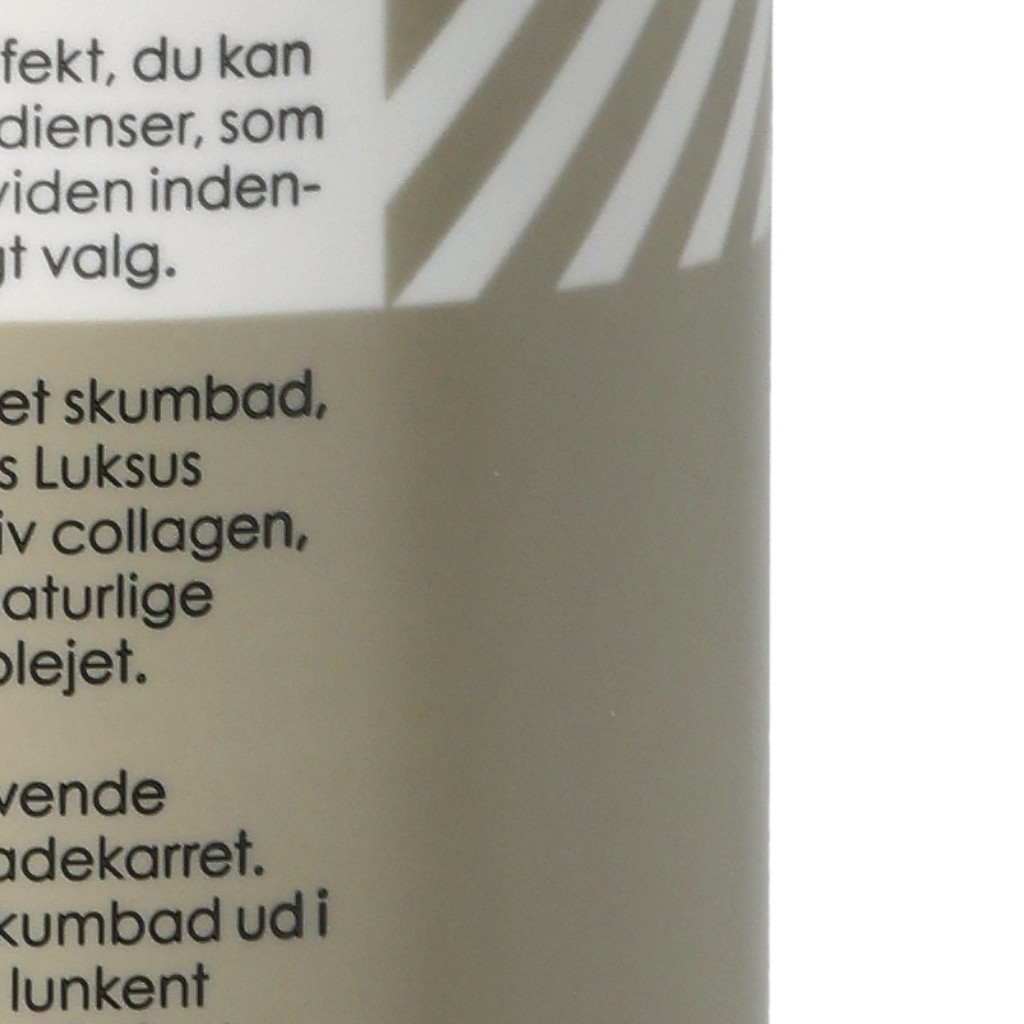 fekt, du kan
dienser, som
viden inden-
gt valg.
et skumbad,
s Luksus
iv collagen,
aturlige
olejet.
vende
adekarret.
kumbad ud i
lunkent